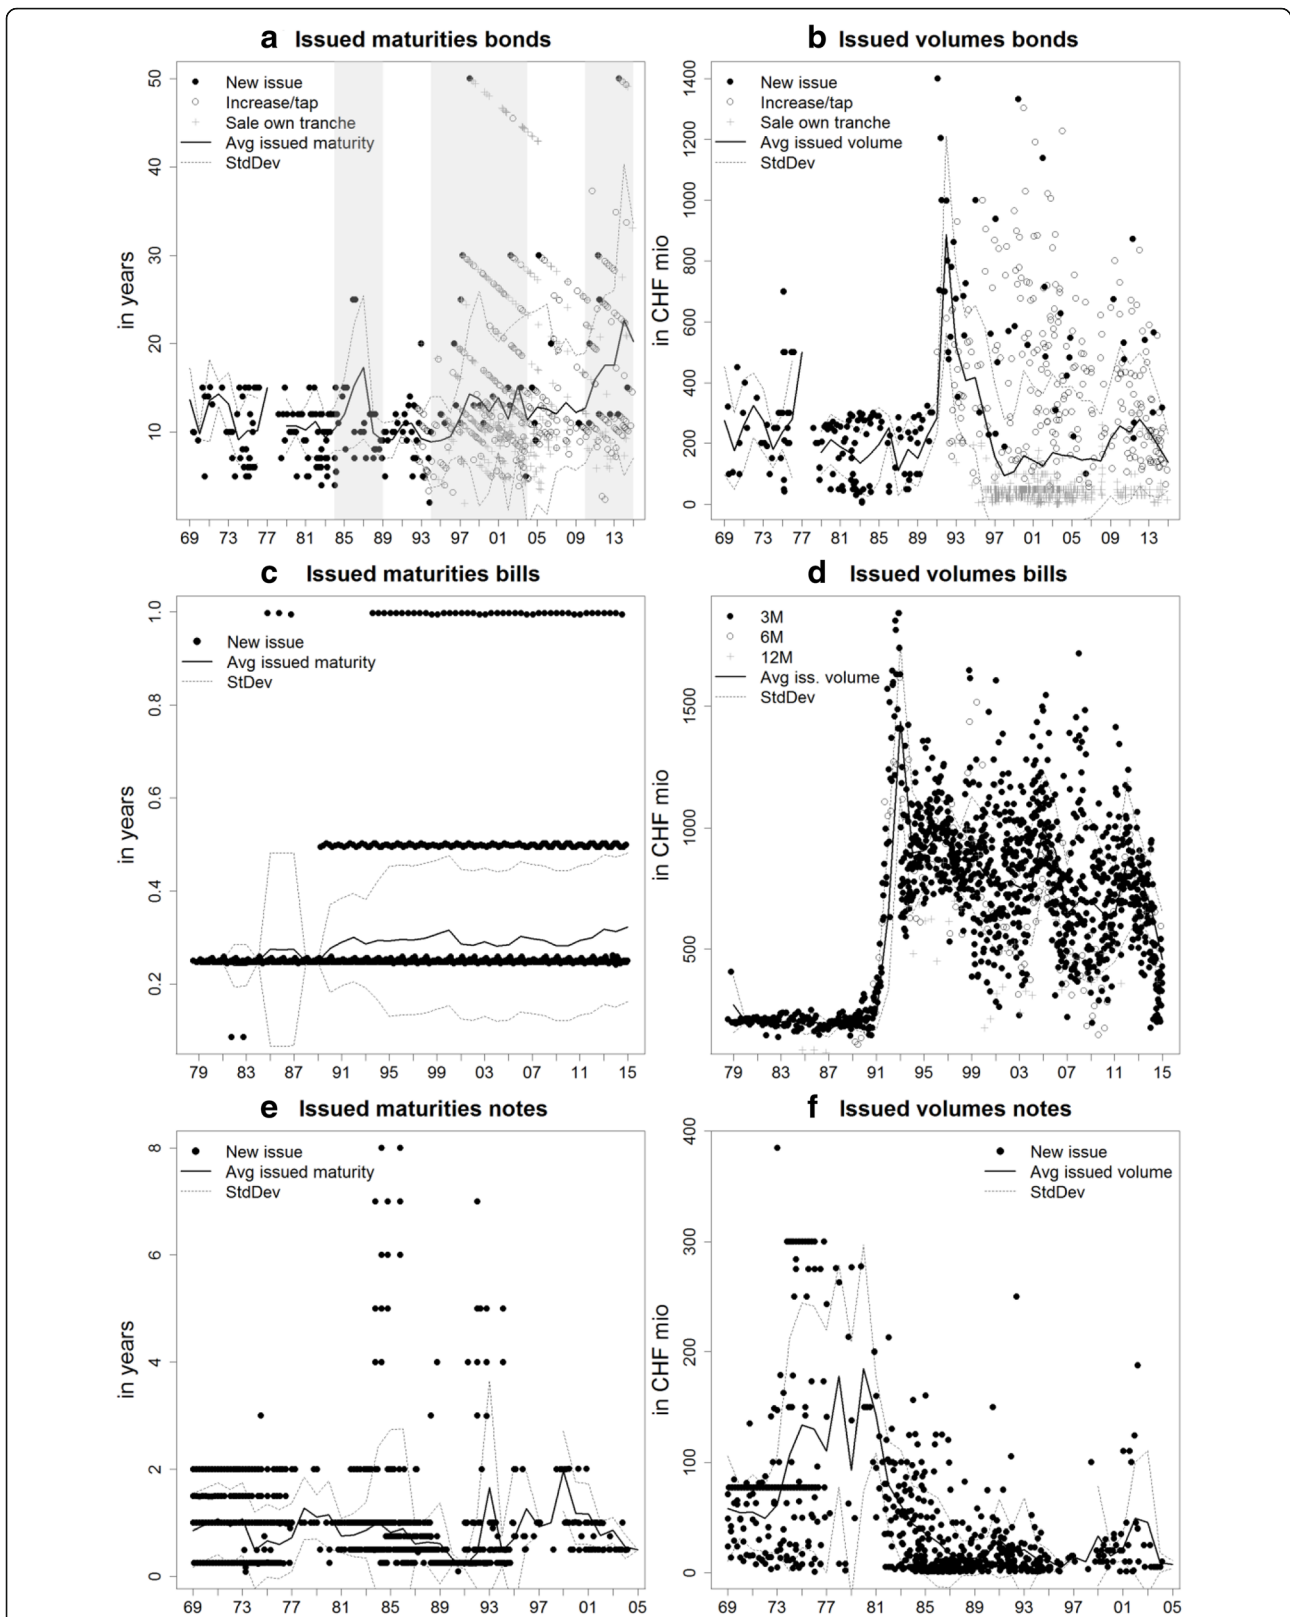 a Issued maturities bonds
New issue
Increase/tap
Sale own tranche
Avg issued maturity
StdDev
in years
50
40
30
20
10
69 73 77 81 85 89 93 97 01 05 09 13
b Issued volumes bonds
New issue
Increase/tap
Sale own tranche
Avg issued volume
StdDev
in CHF mio
1400
1200
1000
800
600
400
200
0
69 73 77 81 85 89 93 97 01 05 09 13
c Issued maturities bills
New issue
Avg issued maturity
StDev
in years
1.0
0.8
0.6
0.4
0.2
79 83 87 91 95 99 03 07 11 15
d Issued volumes bills
3M
6M
12M
Avg iss. volume
StdDev
in CHF mio
1500
1000
500
79 83 87 91 95 99 03 07 11 15
e Issued maturities notes
New issue
Avg issued maturity
StdDev
in years
8
6
4
2
0
69 73 77 81 85 89 93 97 01 05
f Issued volumes notes
New issue
Avg issued volume
StdDev
in CHF mio
400
300
200
100
0
69 73 77 81 85 89 93 97 01 05